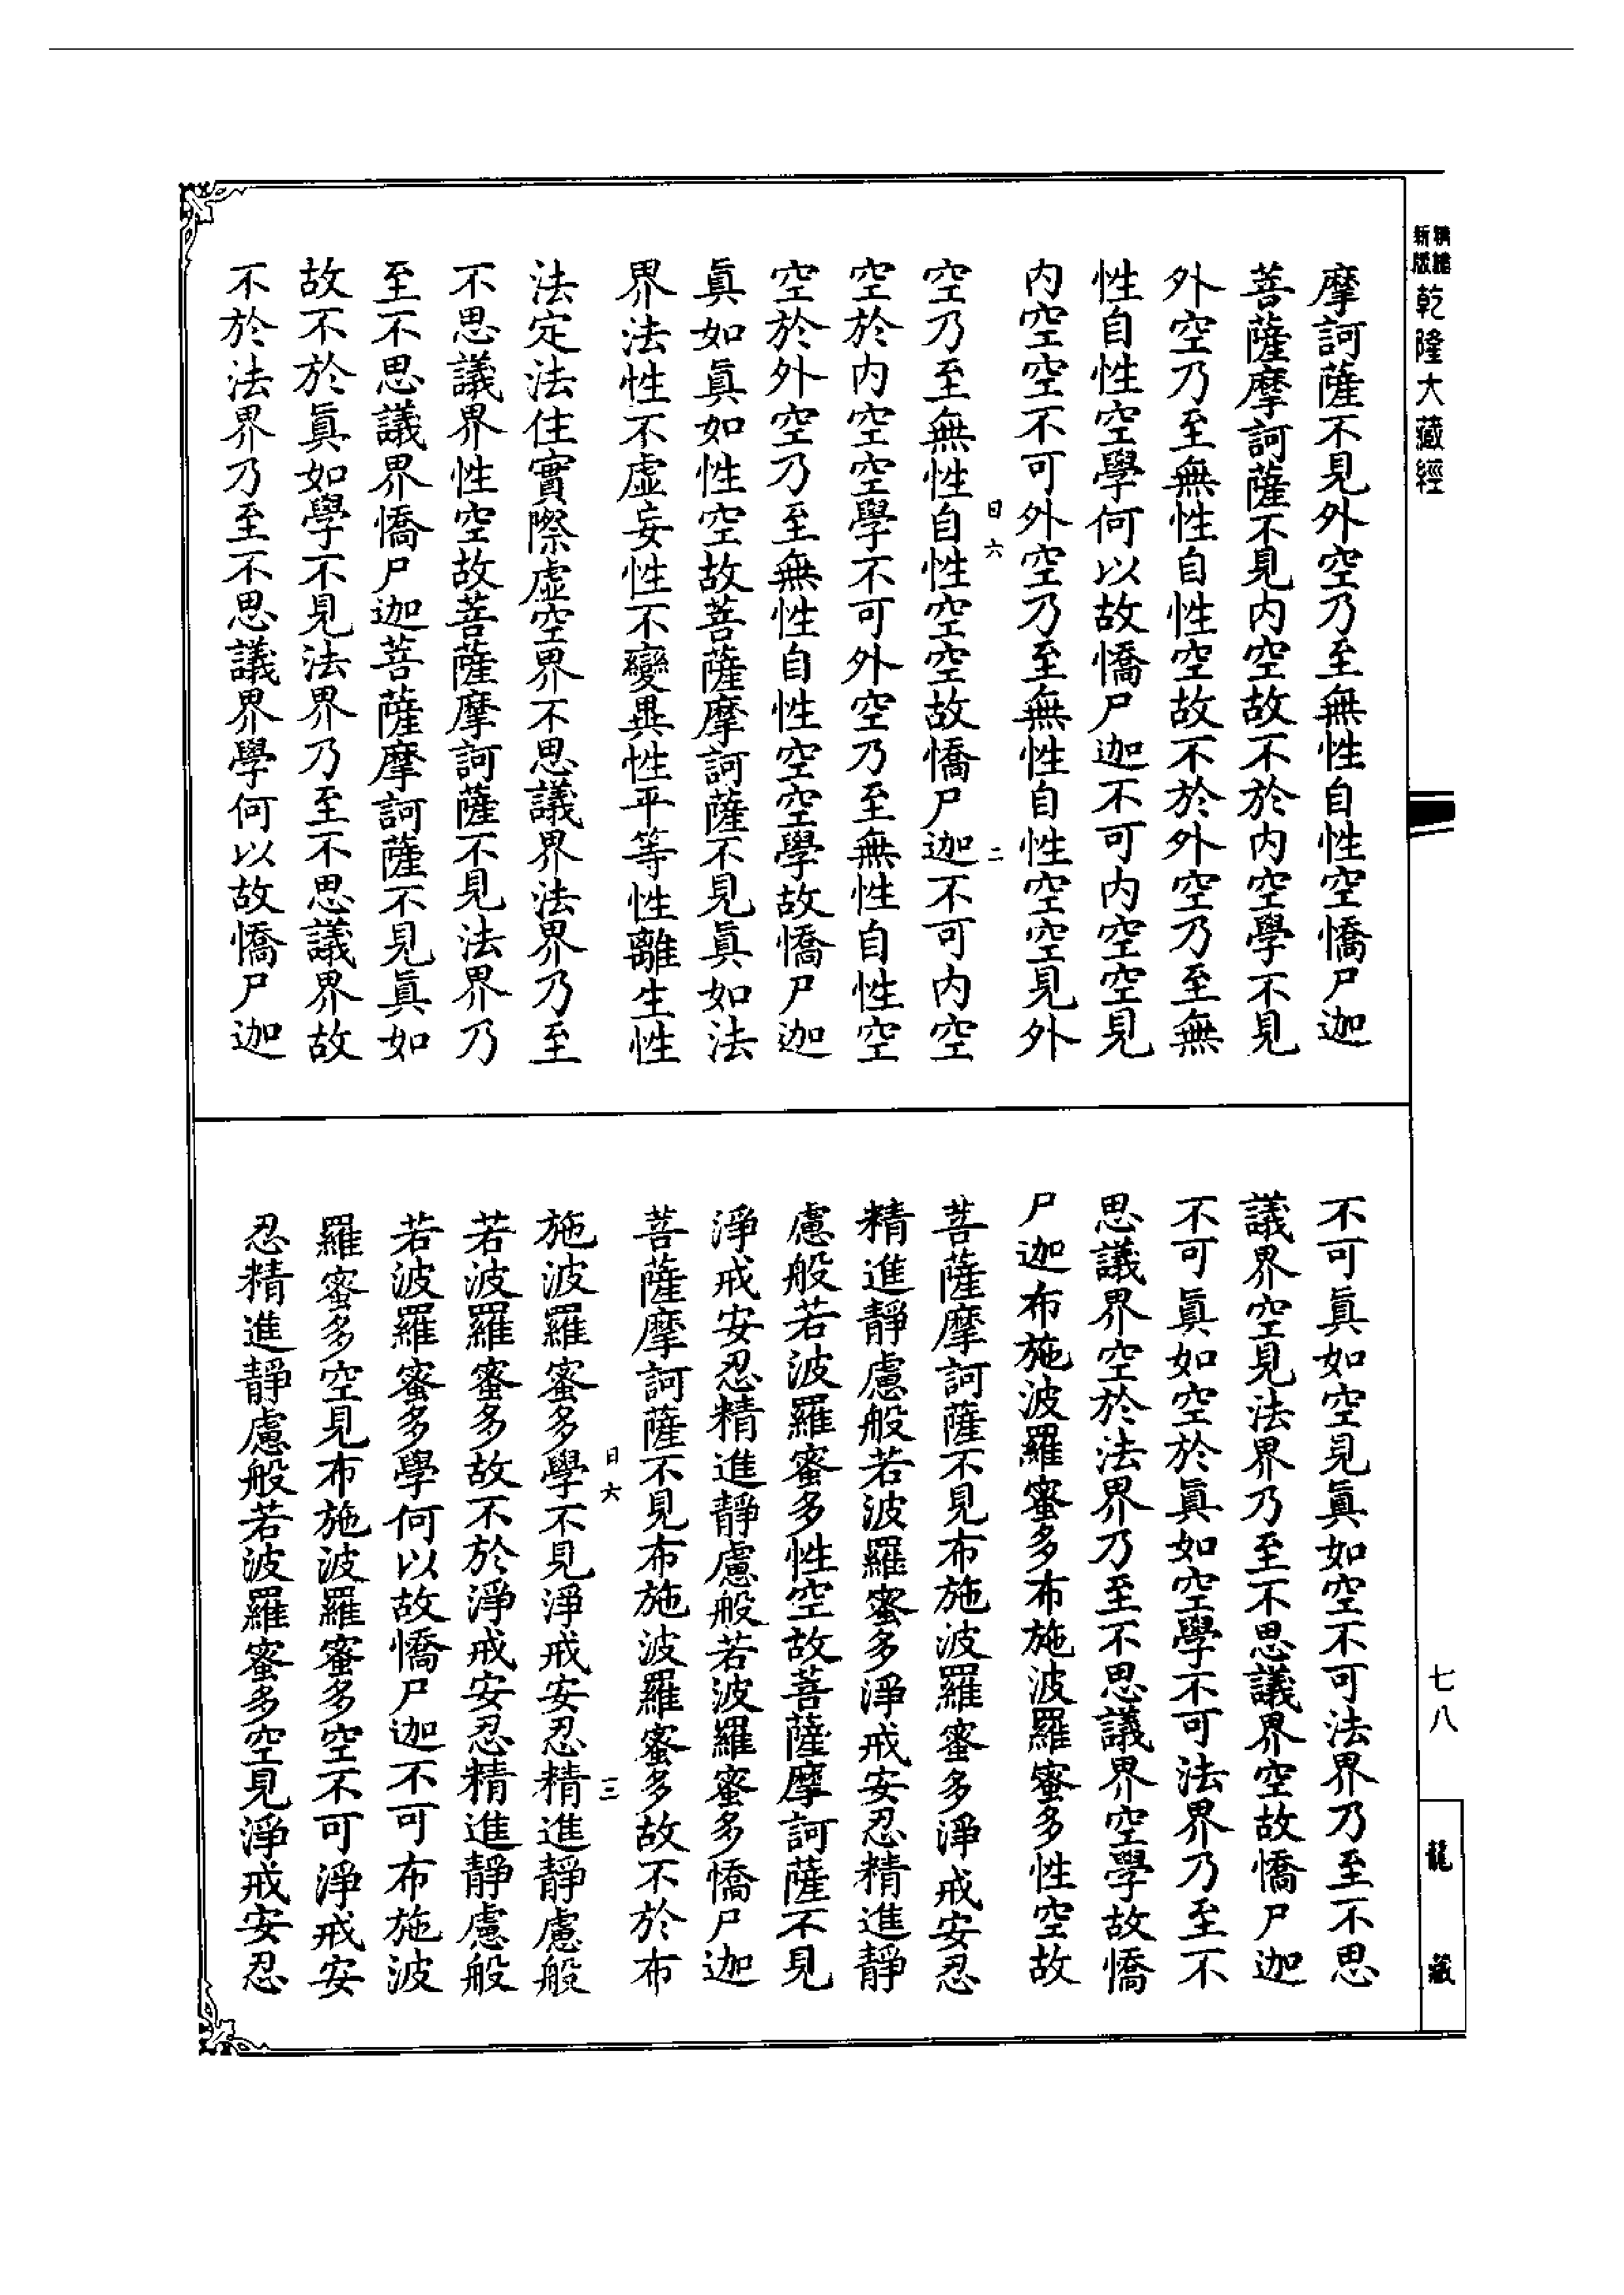 新版
精縮
乾隆大藏經
摩訶薩不見外空乃至無性自性空憍尸迦
菩薩摩訶薩不見内空故不於内空學不見
外空乃至無性自性空故不於外空乃至無
性自性空學何以故憍尸迦不可内空空見
内空空不可外空乃至無性自性空空見外
日六
二
空乃至無性自性空空故憍尸迦不可内空
空於内空空學不可外空乃至無性自性空
空於外空乃至無性自性空空學故憍尸迦
眞如眞如性空故菩薩摩訶薩不見眞如法
界法性不虛妄性不變異性平等性離生性
法定法住實際虛空界不思議界法界乃至
不思議界性空故菩薩摩訶薩不見法界乃
至不思議界憍尸迦菩薩摩訶薩不見眞如
故不於眞如學不見法界乃至不思議界故
不於法界乃至不思議界學何以故憍尸迦
不可眞如空見眞如空不可法界乃至不思
議界空見法界乃至不思議界空故憍尸迦
不可眞如空於眞如空學不可法界乃至不
思議界空於法界乃至不思議界空學故憍
尸迦布施波羅蜜多布施波羅蜜多性空故
菩薩摩訶薩不見布施波羅蜜多淨戒安忍
精進靜慮般若波羅蜜多淨戒安忍精進靜
慮般若波羅蜜多性空故菩薩摩訶薩不見
淨戒安忍精進靜慮般若波羅蜜多憍尸迦
菩薩摩訶薩不見布施波羅蜜多故不於布
日六
三
施波羅蜜多學不見淨戒安忍精進靜慮般
若波羅蜜多故不於淨戒安忍精進靜慮般
若波羅蜜多學何以故憍尸迦不可布施波
羅蜜多空見布施波羅蜜多空不可淨戒安
忍精進靜慮般若波羅蜜多空見淨戒安忍
七八
龍藏